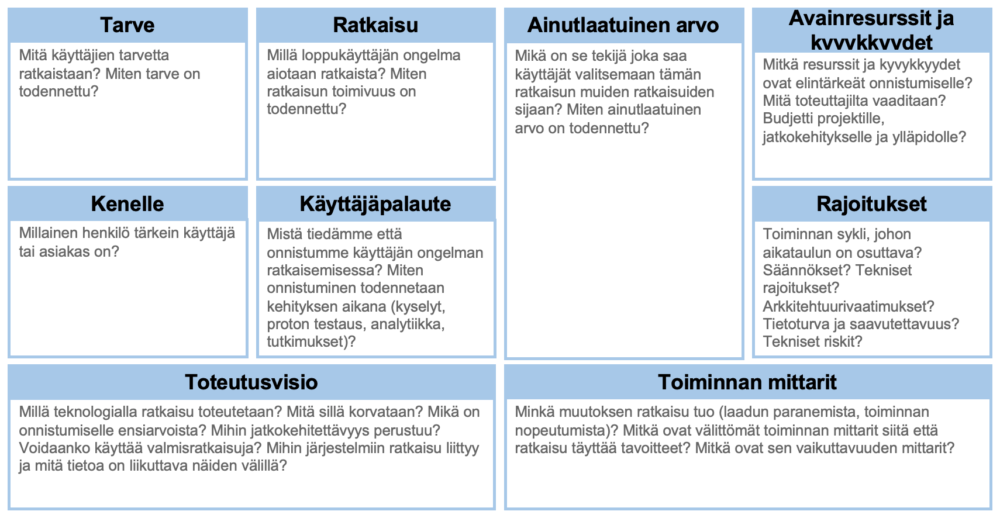 Tarve
Mitä käyttäjien tarvetta
ratkaistaan? Miten tarve on
todennettu?
Ratkaisu
Millä loppukäyttäjän ongelma
aiotaan ratkaista? Miten
ratkaisun toimivuus on
todennettu?
Ainutlaatuinen arvo
Mikä on se tekijä joka saa
käyttäjät valitsemaan tämän
ratkaisun muiden ratkaisuiden
sijaan? Miten ainutlaatuinen
arvo on todennettu?
Avainresurssit ja
kyvykkyydet
Mitkä resurssit ja kyvykkyydet
ovat elintärkeät onnistumiselle?
Mitä toteuttajilta vaaditaan?
Budjetti projektille,
jatkokehitykselle ja ylläpidolle?
Kenelle
Millainen henkilö tärkein käyttäjä
tai asiakas on?
Käyttäjäpalaute
Mistä tiedämme että
onnistumme käyttäjän ongelman
ratkaisemisessa? Miten
onnistuminen todennetaan
kehityksen aikana (kyselyt,
proton testaus, analytiikka,
tutkimukset)?
Rajoitukset
Toiminnan sykli, johon
aikataulun on osuttava?
Säännökset? Tekniset
rajoitukset?
Arkkitehtuurivaatimukset?
Tietoturva ja saavutettavuus?
Tekniset riskit?
Toteutusvisio
Millä teknologialla ratkaisu toteutetaan? Mitä sillä korvataan? Mikä on
onnistumiselle ensiarvoista? Mihin jatkokehitettävyys perustuu?
Voidaanko käyttää valmisratkaisuja? Mihin järjestelmiin ratkaisu liittyy
ja mitä tietoa on liikuttava näiden välillä?
Toiminnan mittarit
Minkä muutoksen ratkaisu tuo (laadun paranemista, toiminnan
nopeutumista)? Mitkä ovat välittömät toiminnan mittarit siitä että
ratkaisu täyttää tavoitteet? Mitkä ovat sen vaikuttavuuden mittarit?